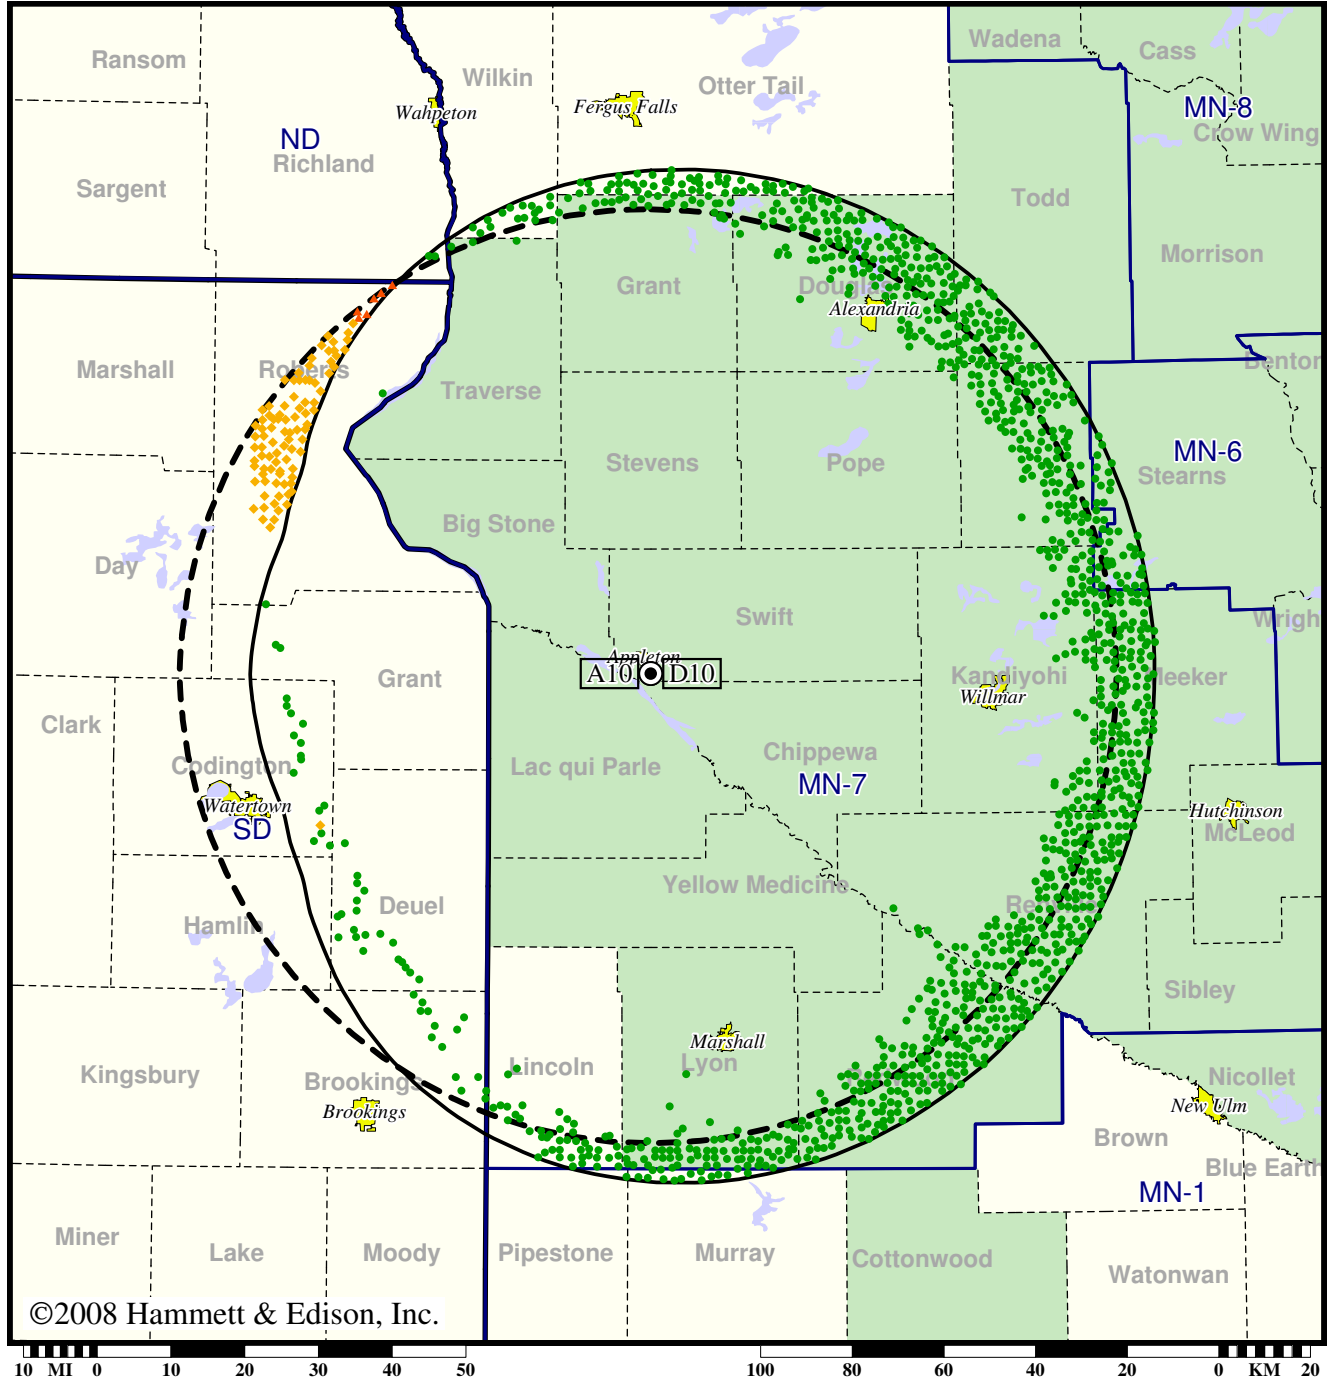 Ransom
Wilkin
Otter Tail
Wadena
Cass
Wahpeton
Fergus Falls
MN-8
Crow Wing
ND
Richland
Sargent
Todd
Morrison
Grant
Douglas
Alexandria
Marshall
Roberts
Traverse
Benton
MN-6
Stearns
Stevens
Pope
Big Stone
Day
Swift
Wrigh
Appleton
A10
D10
Grant
Kandiyohi
Willmar
Clark
Codington
Watertown
SD
Lac qui Parle
Chippewa
MN-7
Hutchinson
McLeod
Yellow Medicine
Deuel
Hamlin
Sibley
Marshall
Lyon
Lincoln
Kingsbury
Brookings
Brookings
Nicollet
New Ulm
Brown
Blue Earth
MN-1
Miner
Lake
Moody
Pipestone
Murray
Cottonwood
Watonwan
©2008 Hammett & Edison, Inc.
10 MI 0 10 20 30 40 50 100 80 60 40 20 0 KM 20